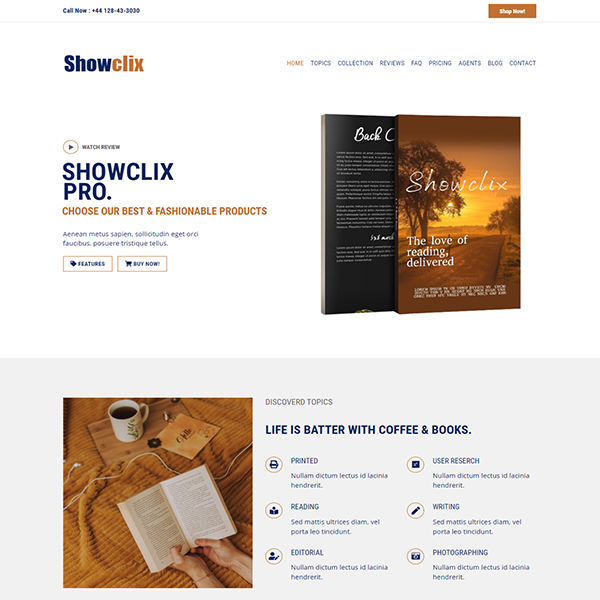 Call Now : +44 128-43-3030
Shop Now!
Showclix
HOME TOPICS COLLECTION REVIEWS FAQ PRICING AGENTS BLOG CONTACT
WATCH REVIEW
SHOWCLIX
PRO.
CHOOSE OUR BEST & FASHIONABLE PRODUCTS
Aenean metus sapien, sollicitudin eget orci
faucibus, posuere tristique tellus.
FEATURES
BUY NOW!
Back C
Showclix
The love of
reading,
delivered
DISCOVERD TOPICS
LIFE IS BATTER WITH COFFEE & BOOKS.
PRINTED
Nullam dictum lectus id lacinia
hendrerit.
USER RESERCH
Nullam dictum lectus id lacinia
hendrerit.
READING
Sed mattis ultrices diam, vel
porta leo tincidunt.
WRITING
Sed mattis ultrices diam, vel
porta leo tincidunt.
EDITORIAL
Nullam dictum lectus id lacinia
hendrerit.
PHOTOGRAPHING
Nullam dictum lectus id lacinia
hendrerit.